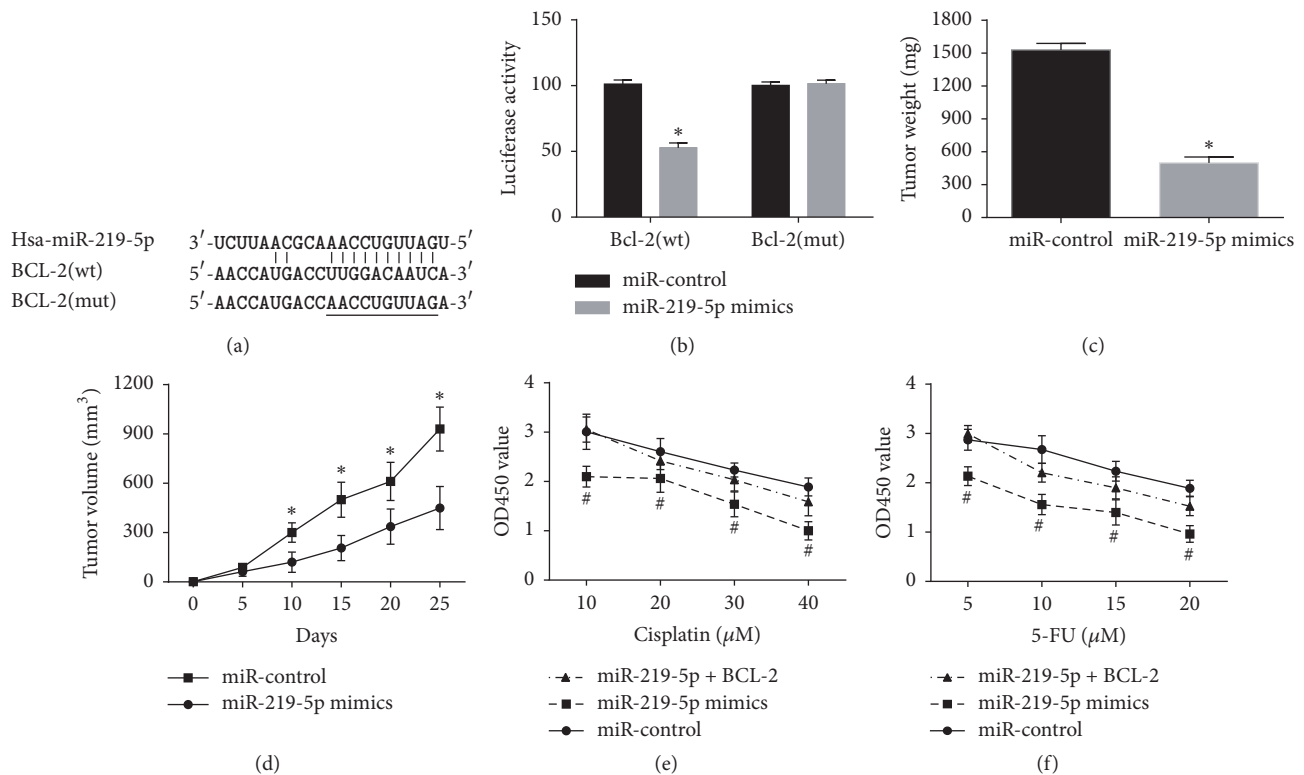 Hsa-miR-219-5p 3′-UCUUAACGCAAACCUGUUAGU-5′
BCL-2(wt) 5′-AACCAUGACCUUGGACAAUCA-3′
BCL-2(mut) 5′-AACCAUGACCAACCUGUUAGA-3′
(a)
Luciferase activity
150
100
50
0
*
Bcl-2(wt) Bcl-2(mut)
miR-control
miR-219-5p mimics
(b)
Tumor weight (mg)
1800
1500
1200
900
600
300
0
*
miR-control miR-219-5p mimics
(c)
Tumor volume (mm³)
1200
900
600
300
0
* * * *
0 5 10 15 20 25
Days
miR-control
miR-219-5p mimics
(d)
OD450 value
4
3
2
1
0
# # # #
10 20 30 40
Cisplatin (μM)
miR-219-5p + BCL-2
miR-219-5p mimics
miR-control
(e)
OD450 value
4
3
2
1
0
# # # #
5 10 15 20
5-FU (μM)
miR-219-5p + BCL-2
miR-219-5p mimics
miR-control
(f)